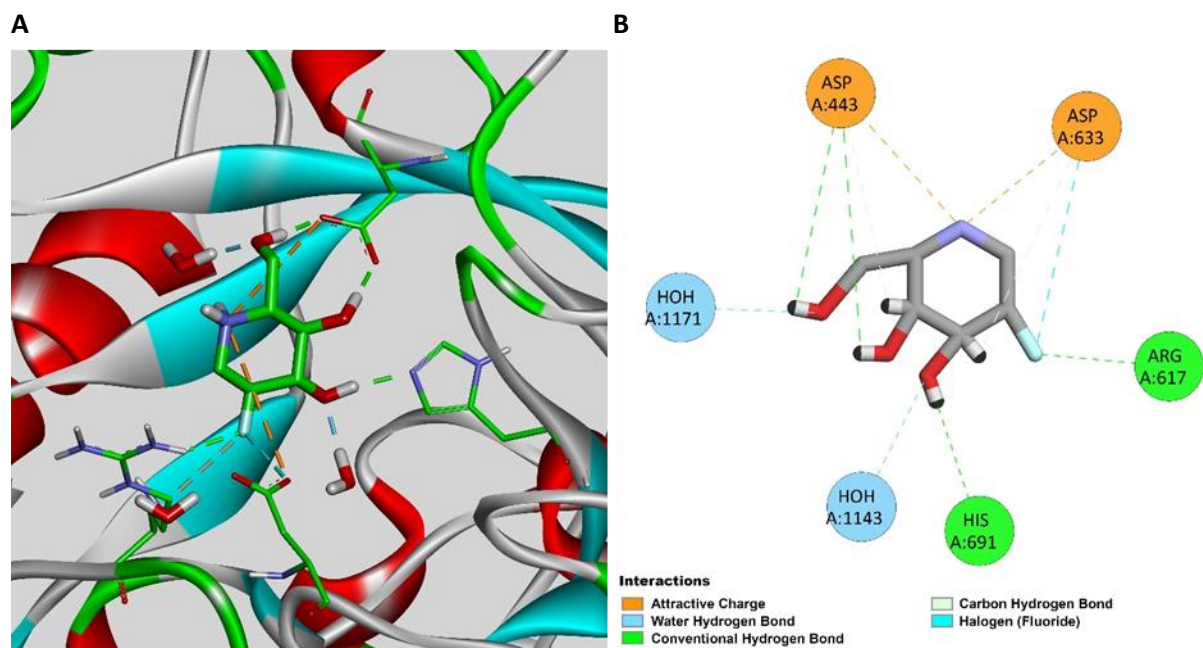 A
B
ASP
A:443
ASP
A:633
HOH
A:1171
ARG
A:617
HOH
A:1143
HIS
A:691
Interactions
Attractive Charge
Water Hydrogen Bond
Conventional Hydrogen Bond
Carbon Hydrogen Bond
Halogen (Fluoride)